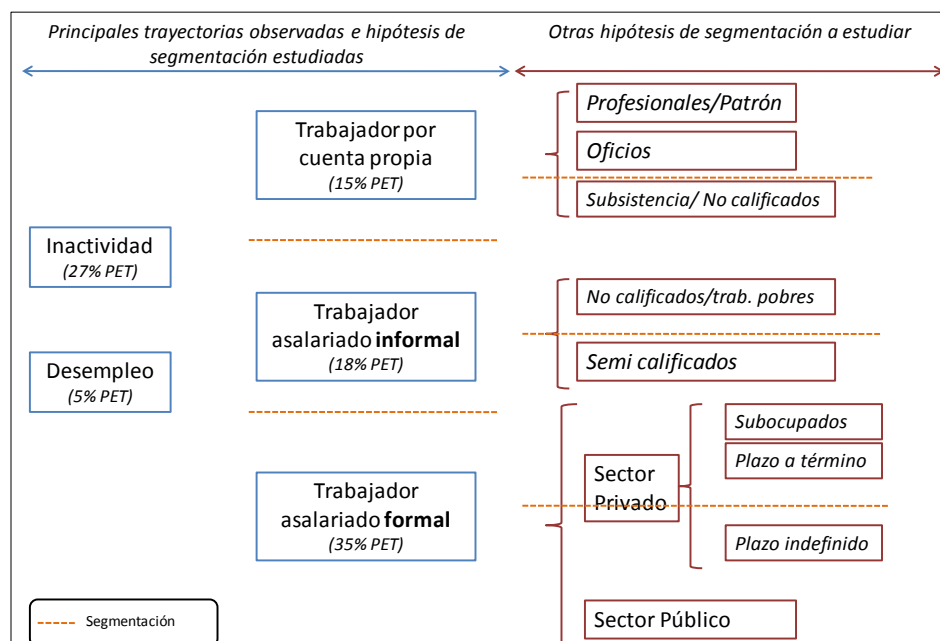 Principales trayectorias observadas e hipótesis de
segmentación estudiadas
Otras hipótesis de segmentación a estudiar
Trabajador por
cuenta propia
(15% PET)
Profesionales/Patrón
Oficios
Subsistencia/ No calificados
Inactividad
(27% PET)
Desempleo
(5% PET)
Trabajador
asalariado informal
(18% PET)
No calificados/trab. pobres
Semi calificados
Trabajador
asalariado formal
(35% PET)
Sector
Privado
Subocupados
Plazo a término
Plazo indefinido
Sector Público
Segmentación